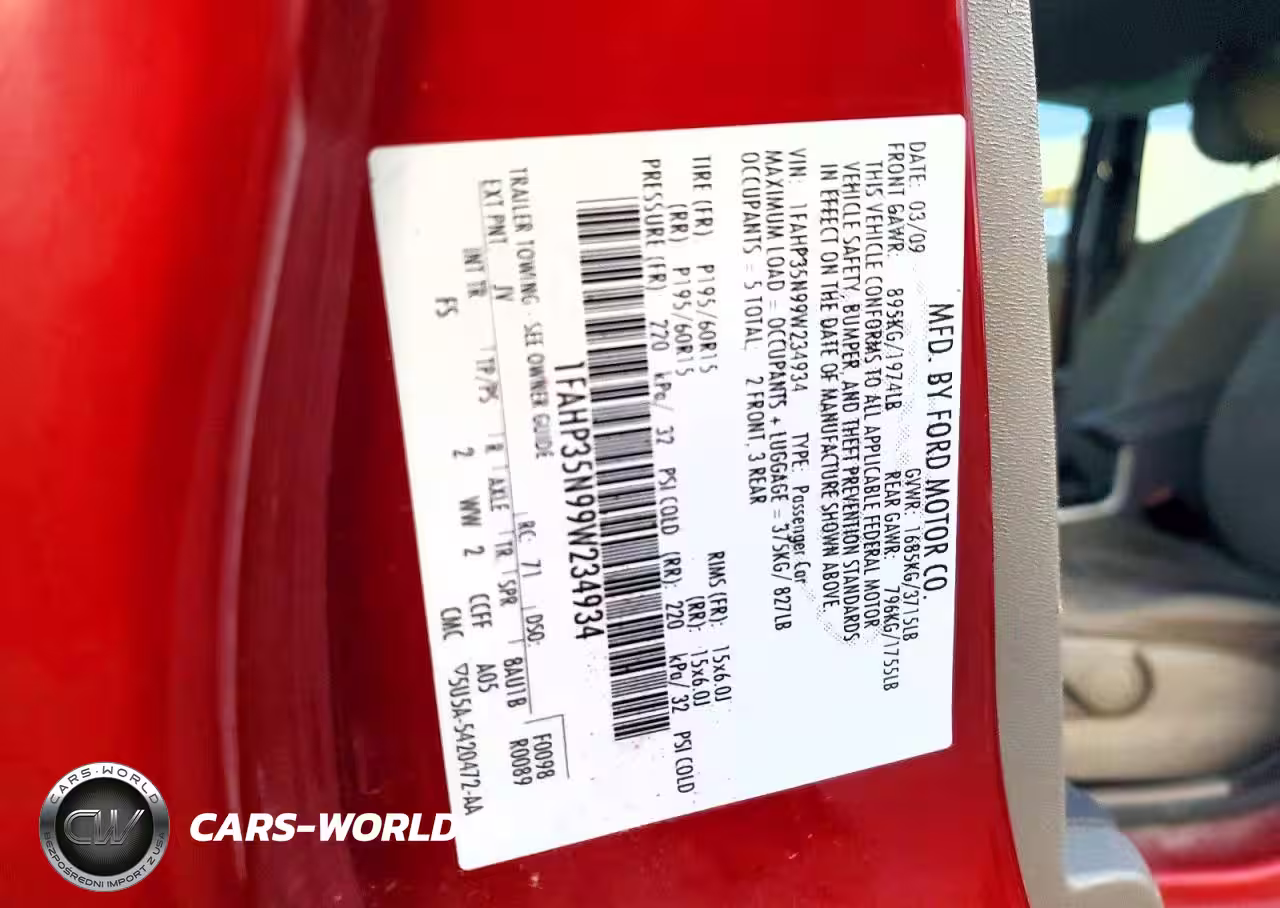 MFD. BY FORD MOTOR CO.
DATE: 03/09 GVWR: 1685KG/3715LB
FRONT GAWR: 895KG/1974LB REAR GAWR: 796KG/1755LB
THIS VEHICLE CONFORMS TO ALL APPLICABLE FEDERAL MOTOR
VEHICLE SAFETY, BUMPER, AND THEFT PREVENTION STANDARDS
IN EFFECT ON THE DATE OF MANUFACTURE SHOWN ABOVE.
VIN: 1FAHP35N99W234934 TYPE: Passenger Car
MAXIMUM LOAD = OCCUPANTS + LUGGAGE = 375KG/827LB
OCCUPANTS = 5 TOTAL, 2 FRONT, 3 REAR
TIRE (FR): P195/60R15 RIMS (FR): 15x6.0J
(RR): P195/60R15 (RR): 15x6.0J
PRESSURE (FR): 220 kPa/ 32 PSI COLD (RR): 220 kPa/ 32 PSI COLD
1FAHP35N99W234934
TRAILER TOWING - SEE OWNER GUIDE F0098
RC: 71 DSO: R0089
EXT PNT: JV 8AU1B
INT TR TP/PS R AXLE TR SPR A05
FS 2 WW 2 CCFF
CMC ▽5U5A-5420472-AA
CARS-WORLD
CW
BEZPOŚREDNI IMPORT Z USA
CARS-WORLD